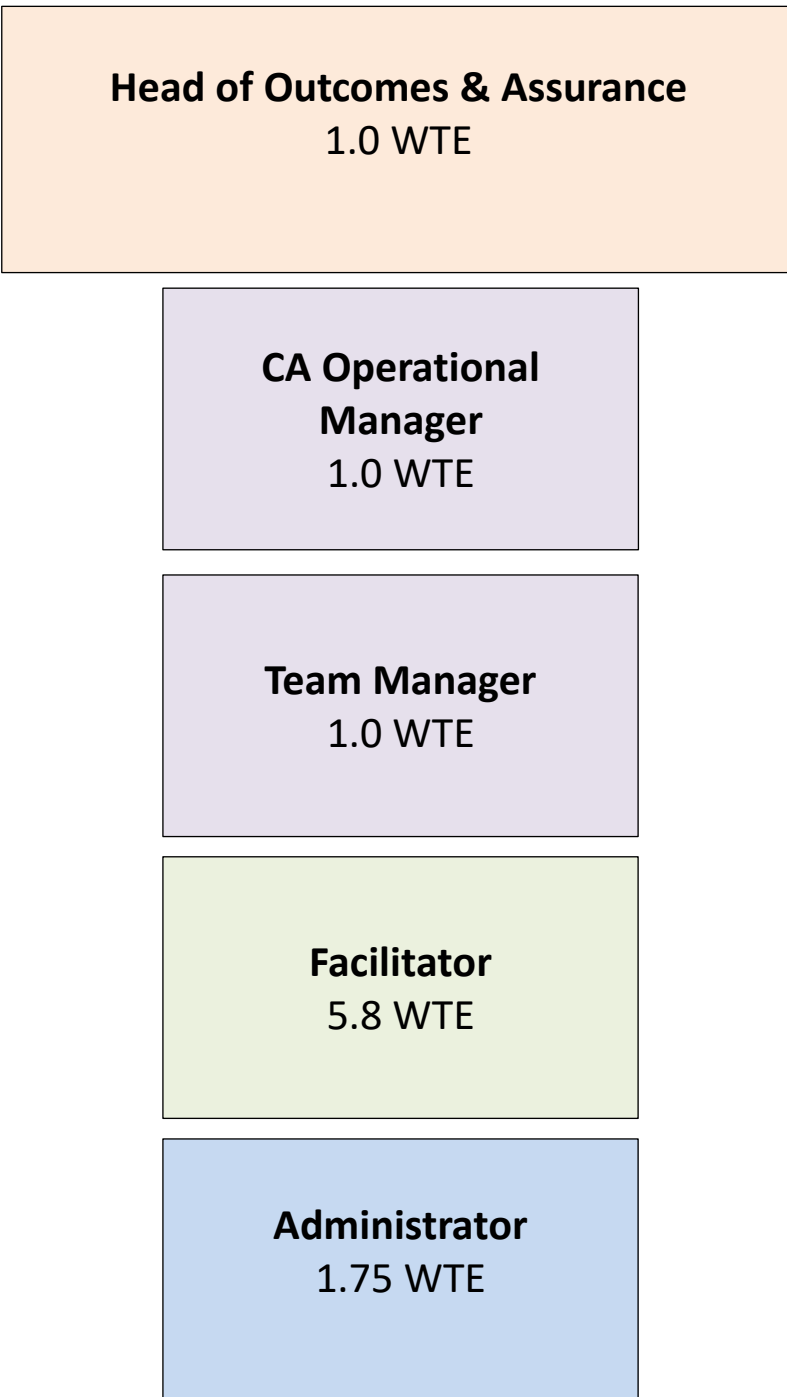 Head of Outcomes & Assurance
1.0 WTE
CA Operational
Manager
1.0 WTE
Team Manager
1.0 WTE
Facilitator
5.8 WTE
Administrator
1.75 WTE